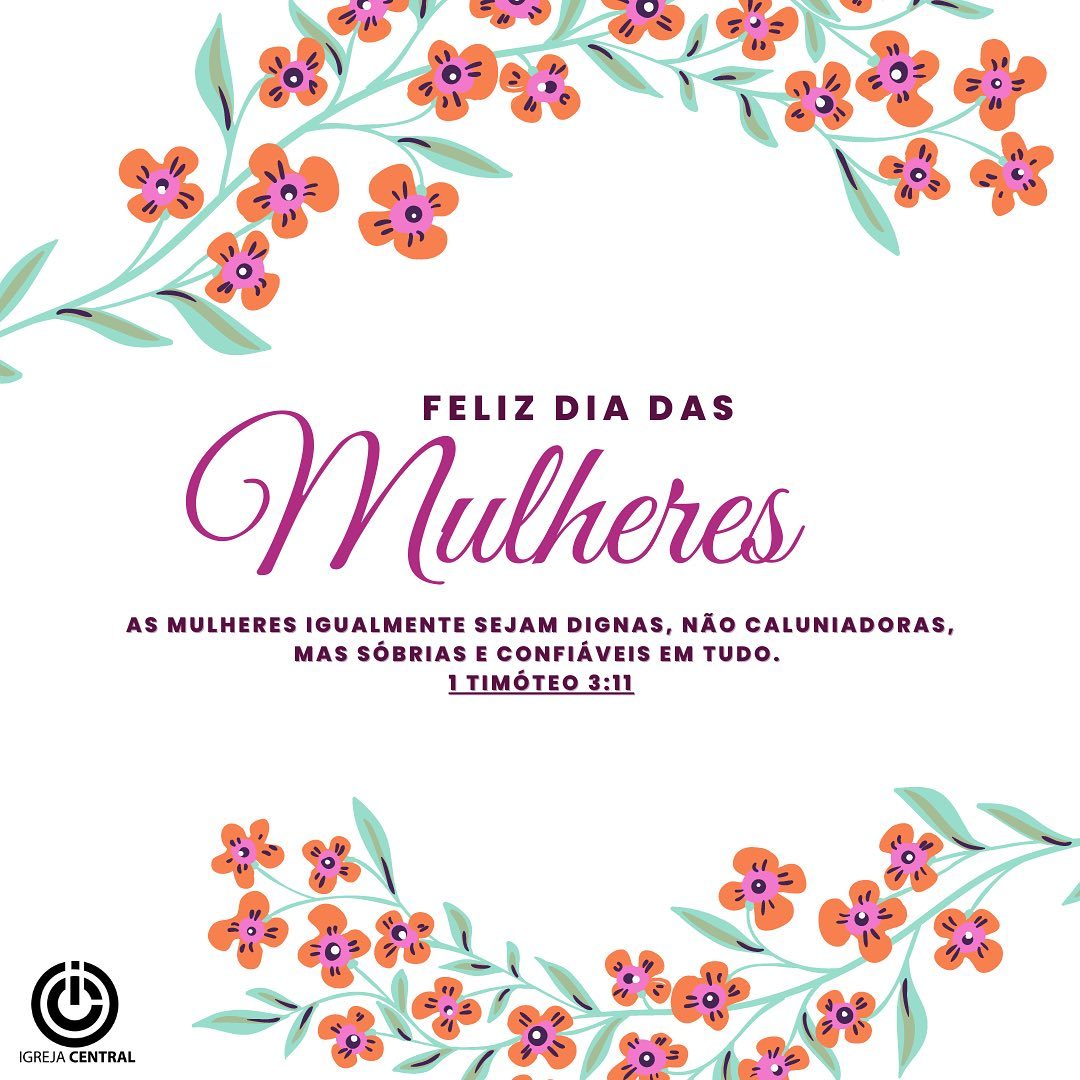 FELIZ DIA DAS
Mulheres
AS MULHERES IGUALMENTE SEJAM DIGNAS, NÃO CALUNIADORAS,
MAS SÓBRIAS E CONFIÁVEIS EM TUDO.
1 TIMÓTEO 3:11
IGREJA CENTRAL